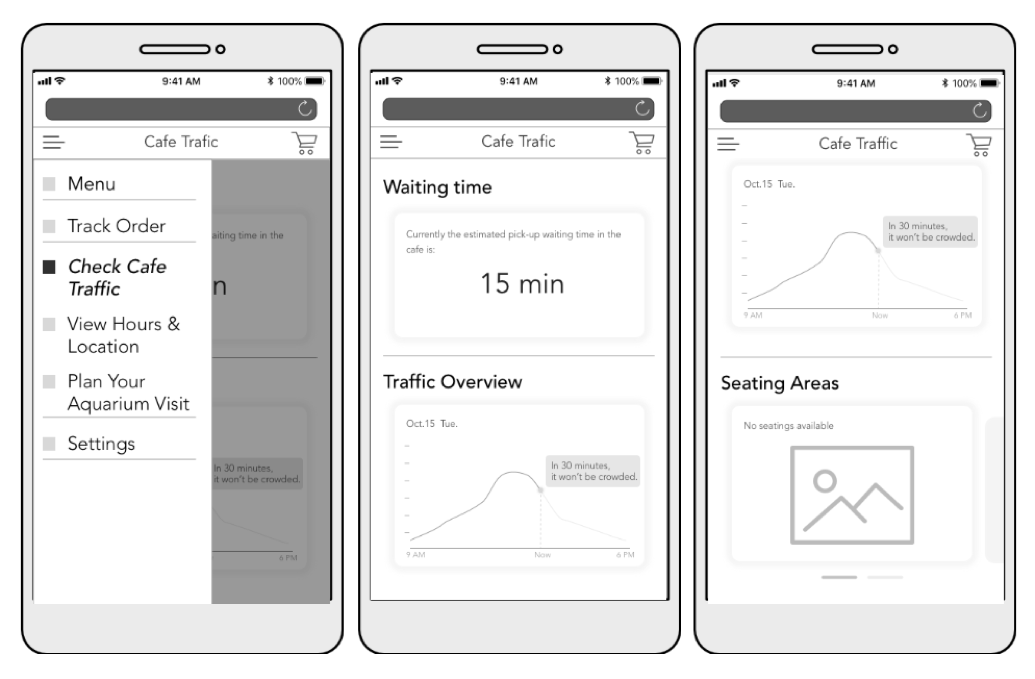 9:41 AM
100%
Cafe Trafic
Menu
Track Order
Check Cafe
Traffic
View Hours &
Location
Plan Your
Aquarium Visit
Settings
aiting time in the
n
In 30 minutes,
it won't be crowded.
6 PM
9:41 AM
100%
Cafe Trafic
Waiting time
Currently the estimated pick-up waiting time in the
cafe is:
15 min
Traffic Overview
Oct.15 Tue.
In 30 minutes,
it won't be crowded.
9 AM Now 6 PM
9:41 AM
100%
Cafe Traffic
Oct.15 Tue.
In 30 minutes,
it won't be crowded.
9 AM Now 6 PM
Seating Areas
No seatings available